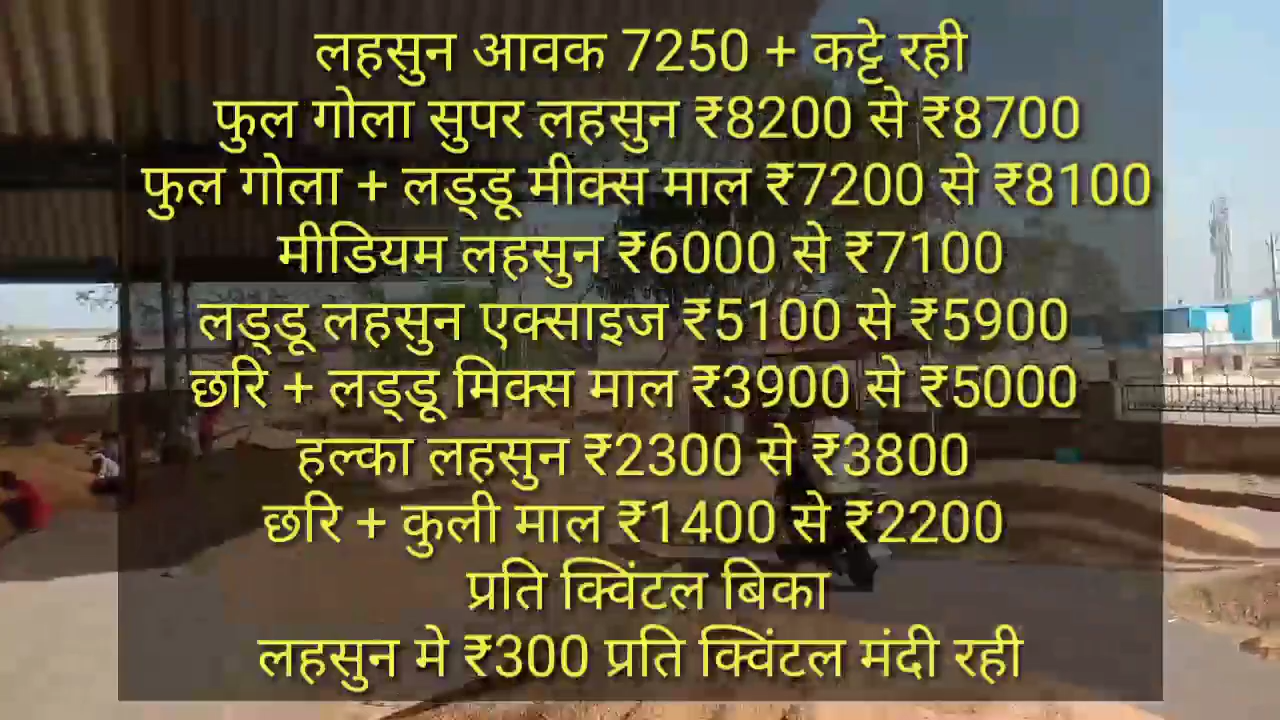 लहसुन आवक 7250 + कट्टे रही
फुल गोला सुपर लहसुन ₹8200 से ₹8700
फुल गोला + लड्डू मीक्स माल ₹7200 से ₹8100
मीडियम लहसुन ₹6000 से ₹7100
लड्डू लहसुन एक्साइज ₹5100 से ₹5900
छरि + लड्डू मिक्स माल ₹3900 से ₹5000
हल्का लहसुन ₹2300 से ₹3800
छरि + कुली माल ₹1400 से ₹2200
प्रति क्विंटल बिका
लहसुन मे ₹300 प्रति क्विंटल मंदी रही